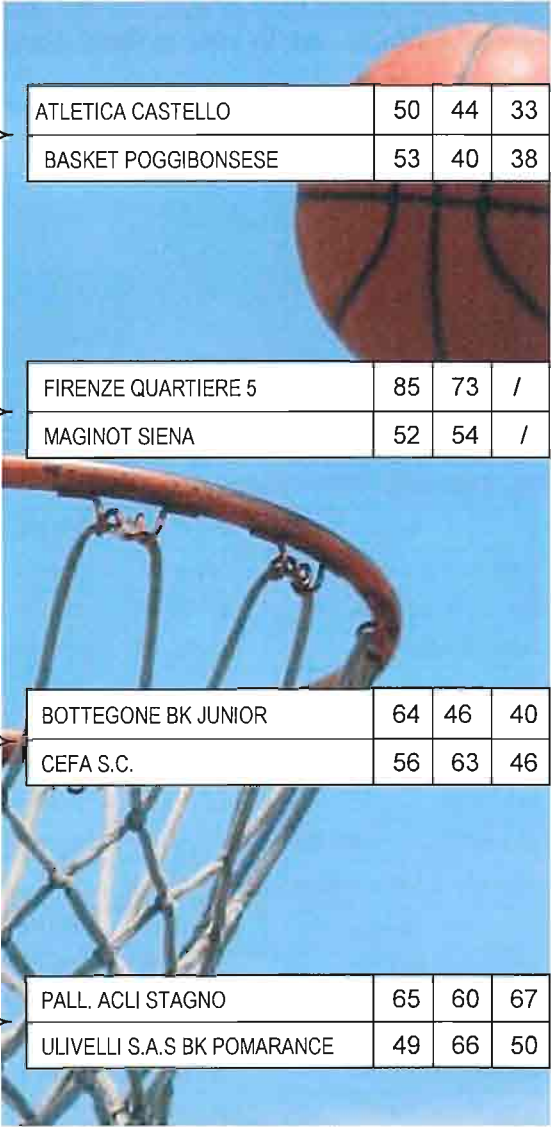 ATLETICA CASTELLO 50 44 33
BASKET POGGIBONSESE 53 40 38
FIRENZE QUARTIERE 5 85 73 /
MAGINOT SIENA 52 54 /
BOTTEGONE BK JUNIOR 64 46 40
CEFA S.C. 56 63 46
PALL. ACLI STAGNO 65 60 67
ULIVELLI S.A.S BK POMARANCE 49 66 50